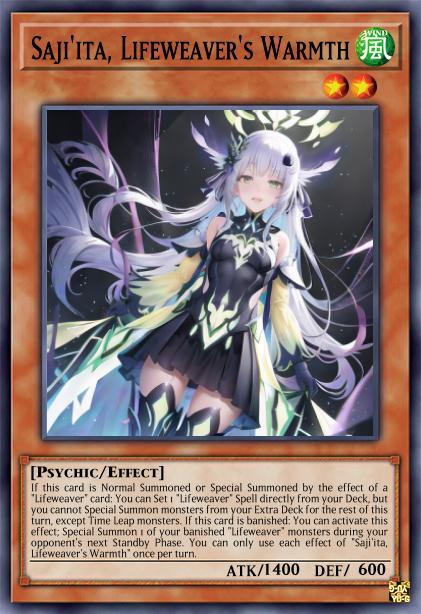 Saji'ita, Lifeweaver's Warmth
WIND
風
[Psychic/Effect]
If this card is Normal Summoned or Special Summoned by the effect of a
"Lifeweaver" card: You can Set 1 "Lifeweaver" Spell directly from your Deck, but
you cannot Special Summon monsters from your Extra Deck for the rest of this
turn, except Time Leap monsters. If this card is banished: You can activate this
effect; Special Summon 1 of your banished "Lifeweaver" monsters during your
opponent's next Standby Phase. You can only use each effect of "Saji'ita,
Lifeweaver's Warmth" once per turn.
ATK/1400 DEF/ 600